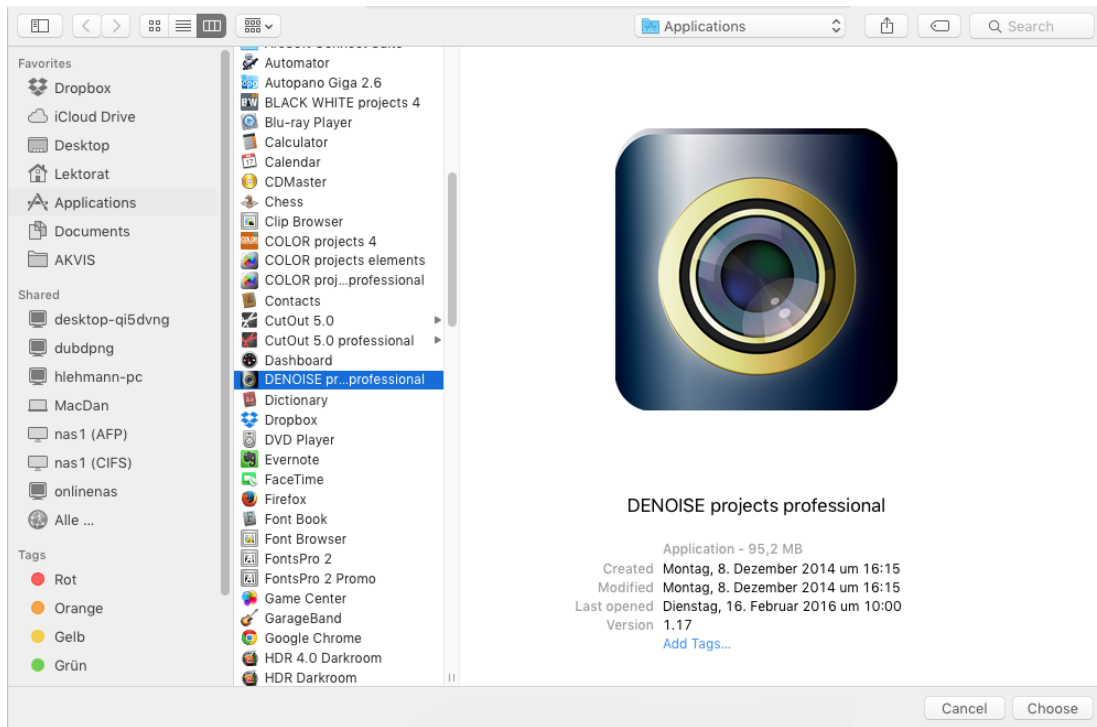 Applications
Search
Favorites
Dropbox
iCloud Drive
Desktop
Lektorat
Applications
Documents
AKVIS
Shared
desktop-qi5dvng
dubdpng
hlehmann-pc
MacDan
nas1 (AFP)
nas1 (CIFS)
onlinenas
Alle ...
Tags
Rot
Orange
Gelb
Grün
Automator
Autopano Giga 2.6
BLACK WHITE projects 4
Blu-ray Player
Calculator
Calendar
CDMaster
Chess
Clip Browser
COLOR projects 4
COLOR projects elements
COLOR proj...professional
Contacts
CutOut 5.0
CutOut 5.0 professional
Dashboard
DENOISE pr...professional
Dictionary
Dropbox
DVD Player
Evernote
FaceTime
Firefox
Font Book
Font Browser
FontsPro 2
FontsPro 2 Promo
Game Center
GarageBand
Google Chrome
HDR 4.0 Darkroom
HDR Darkroom
DENOISE projects professional
Application - 95,2 MB
Created Montag, 8. Dezember 2014 um 16:15
Modified Montag, 8. Dezember 2014 um 16:15
Last opened Dienstag, 16. Februar 2016 um 10:00
Version 1.17
Add Tags...
Cancel
Choose